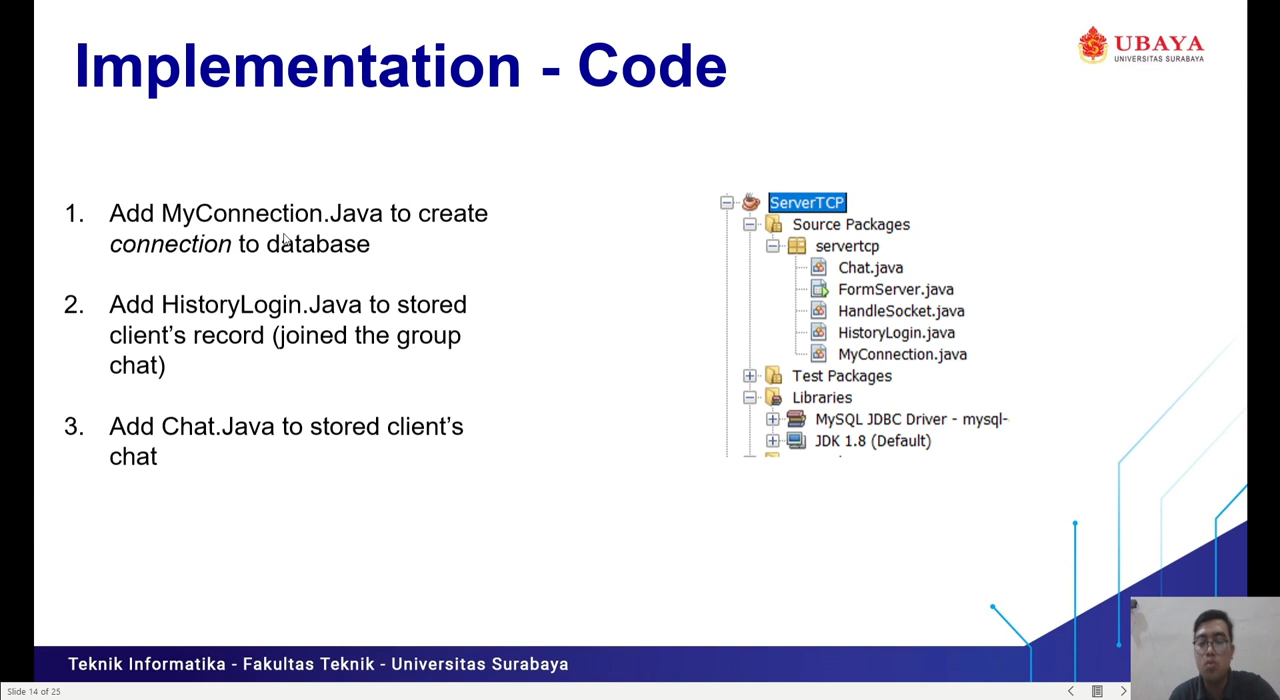 Implementation - Code
UBAYA
UNIVERSITAS SURABAYA
1. Add MyConnection.Java to create
connection to database
2. Add HistoryLogin.Java to stored
client's record (joined the group
chat)
3. Add Chat.Java to stored client's
chat
ServerTCP
Source Packages
servertcp
Chat.java
FormServer.java
HandleSocket.java
HistoryLogin.java
MyConnection.java
Test Packages
Libraries
MySQL JDBC Driver - mysql-
JDK 1.8 (Default)
Teknik Informatika - Fakultas Teknik - Universitas Surabaya
Slide 14 of 25